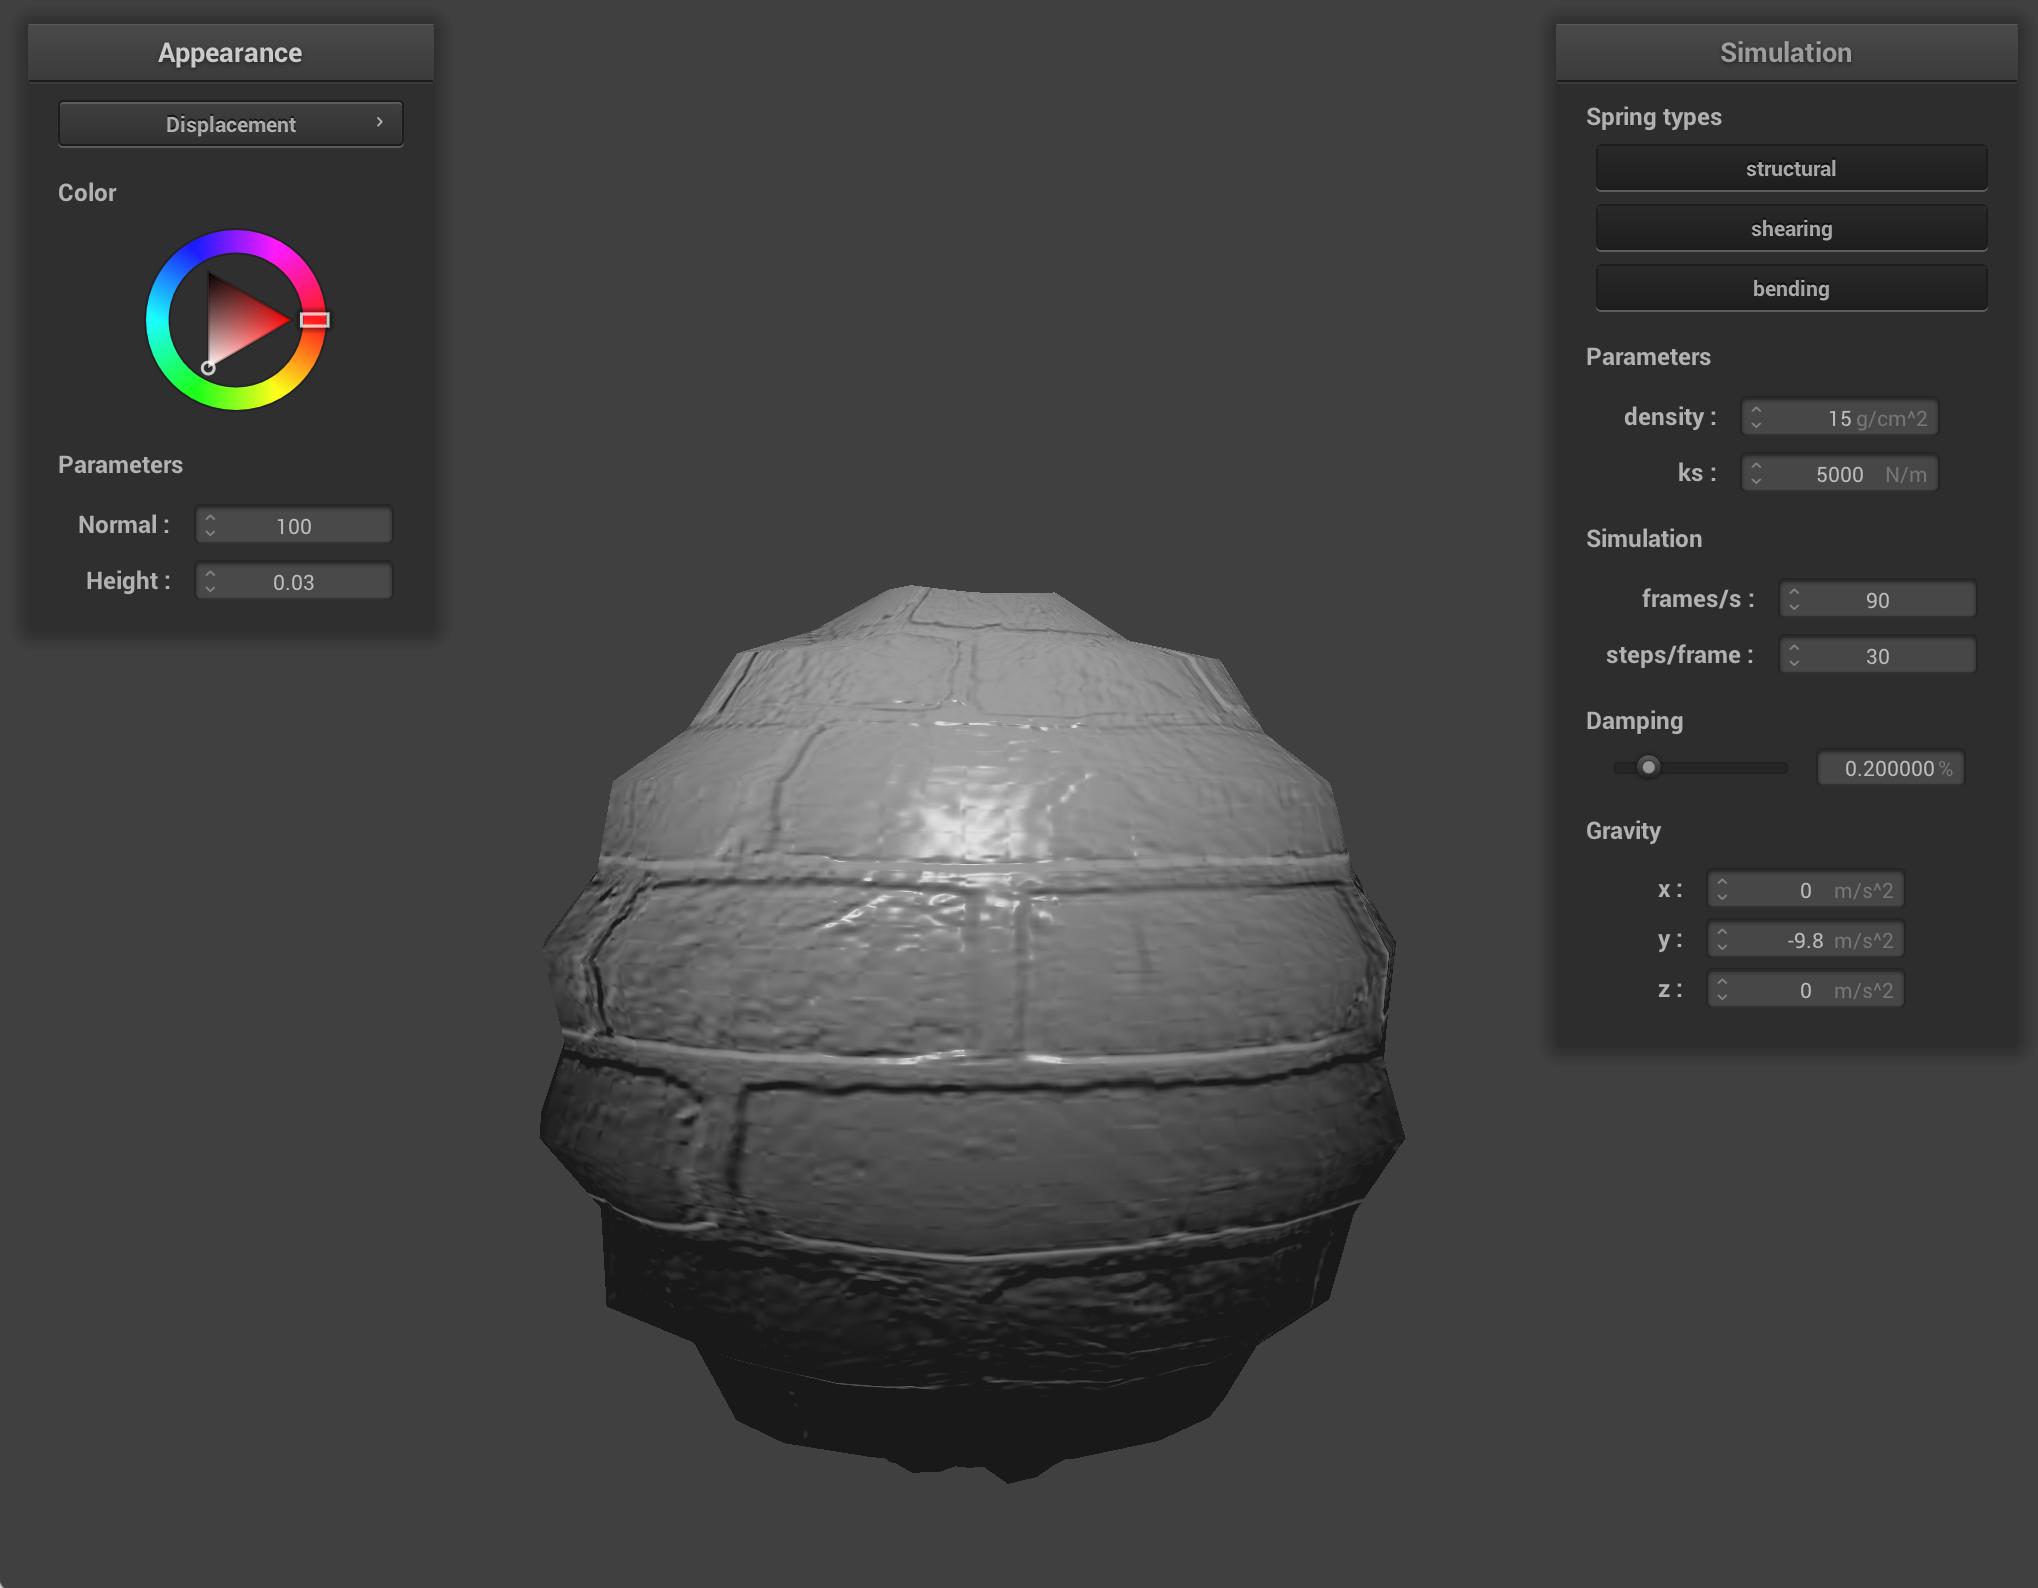 Appearance
Displacement
Color
Parameters
Normal : 100
Height : 0.03
Simulation
Spring types
structural
shearing
bending
Parameters
density : 15 g/cm^2
ks : 5000 N/m
Simulation
frames/s : 90
steps/frame : 30
Damping
0.200000 %
Gravity
x : 0 m/s^2
y : -9.8 m/s^2
z : 0 m/s^2